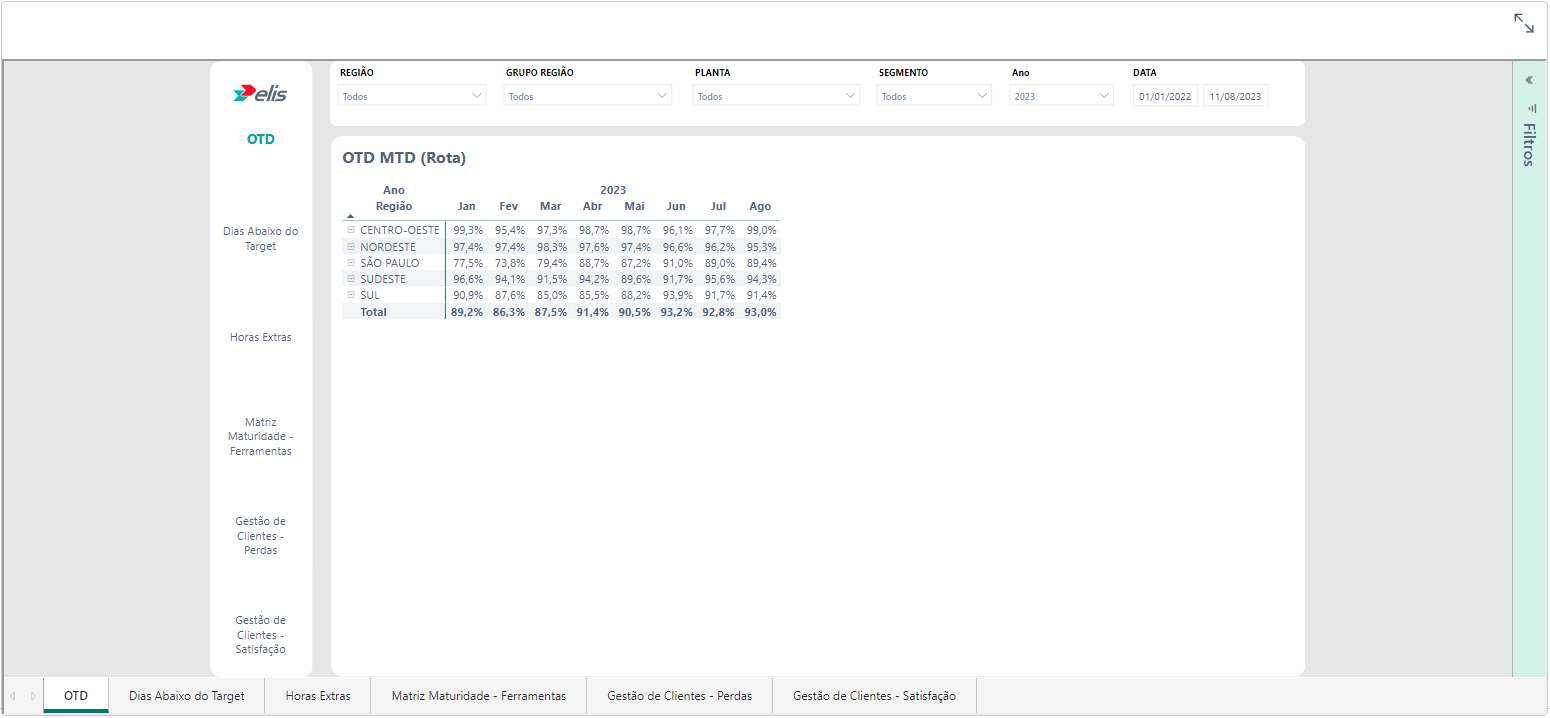 elis
OTD
Dias Abaixo do
Target
Horas Extras
Matriz
Maturidade -
Ferramentas
Gestão de
Clientes -
Perdas
Gestão de
Clientes -
Satisfação
REGIÃO GRUPO REGIÃO PLANTA SEGMENTO Ano DATA
Todos Todos Todos Todos 2023 01/01/2022 11/08/2023
OTD MTD (Rota)
Ano 2023
Região Jan Fev Mar Abr Mai Jun Jul Ago
CENTRO-OESTE 99,3% 95,4% 97,3% 98,7% 98,7% 96,1% 97,7% 99,0%
NORDESTE 97,4% 97,4% 98,3% 97,6% 97,4% 96,6% 96,2% 95,3%
SÃO PAULO 77,5% 73,8% 79,4% 88,7% 87,2% 91,0% 89,0% 89,4%
SUDESTE 96,6% 94,1% 91,5% 94,2% 89,6% 91,7% 95,6% 94,3%
SUL 90,9% 87,6% 85,0% 85,5% 88,2% 93,9% 91,7% 91,4%
Total 89,2% 86,3% 87,5% 91,4% 90,5% 93,2% 92,8% 93,0%
Filtros
OTD Dias Abaixo do Target Horas Extras Matriz Maturidade - Ferramentas Gestão de Clientes - Perdas Gestão de Clientes - Satisfação